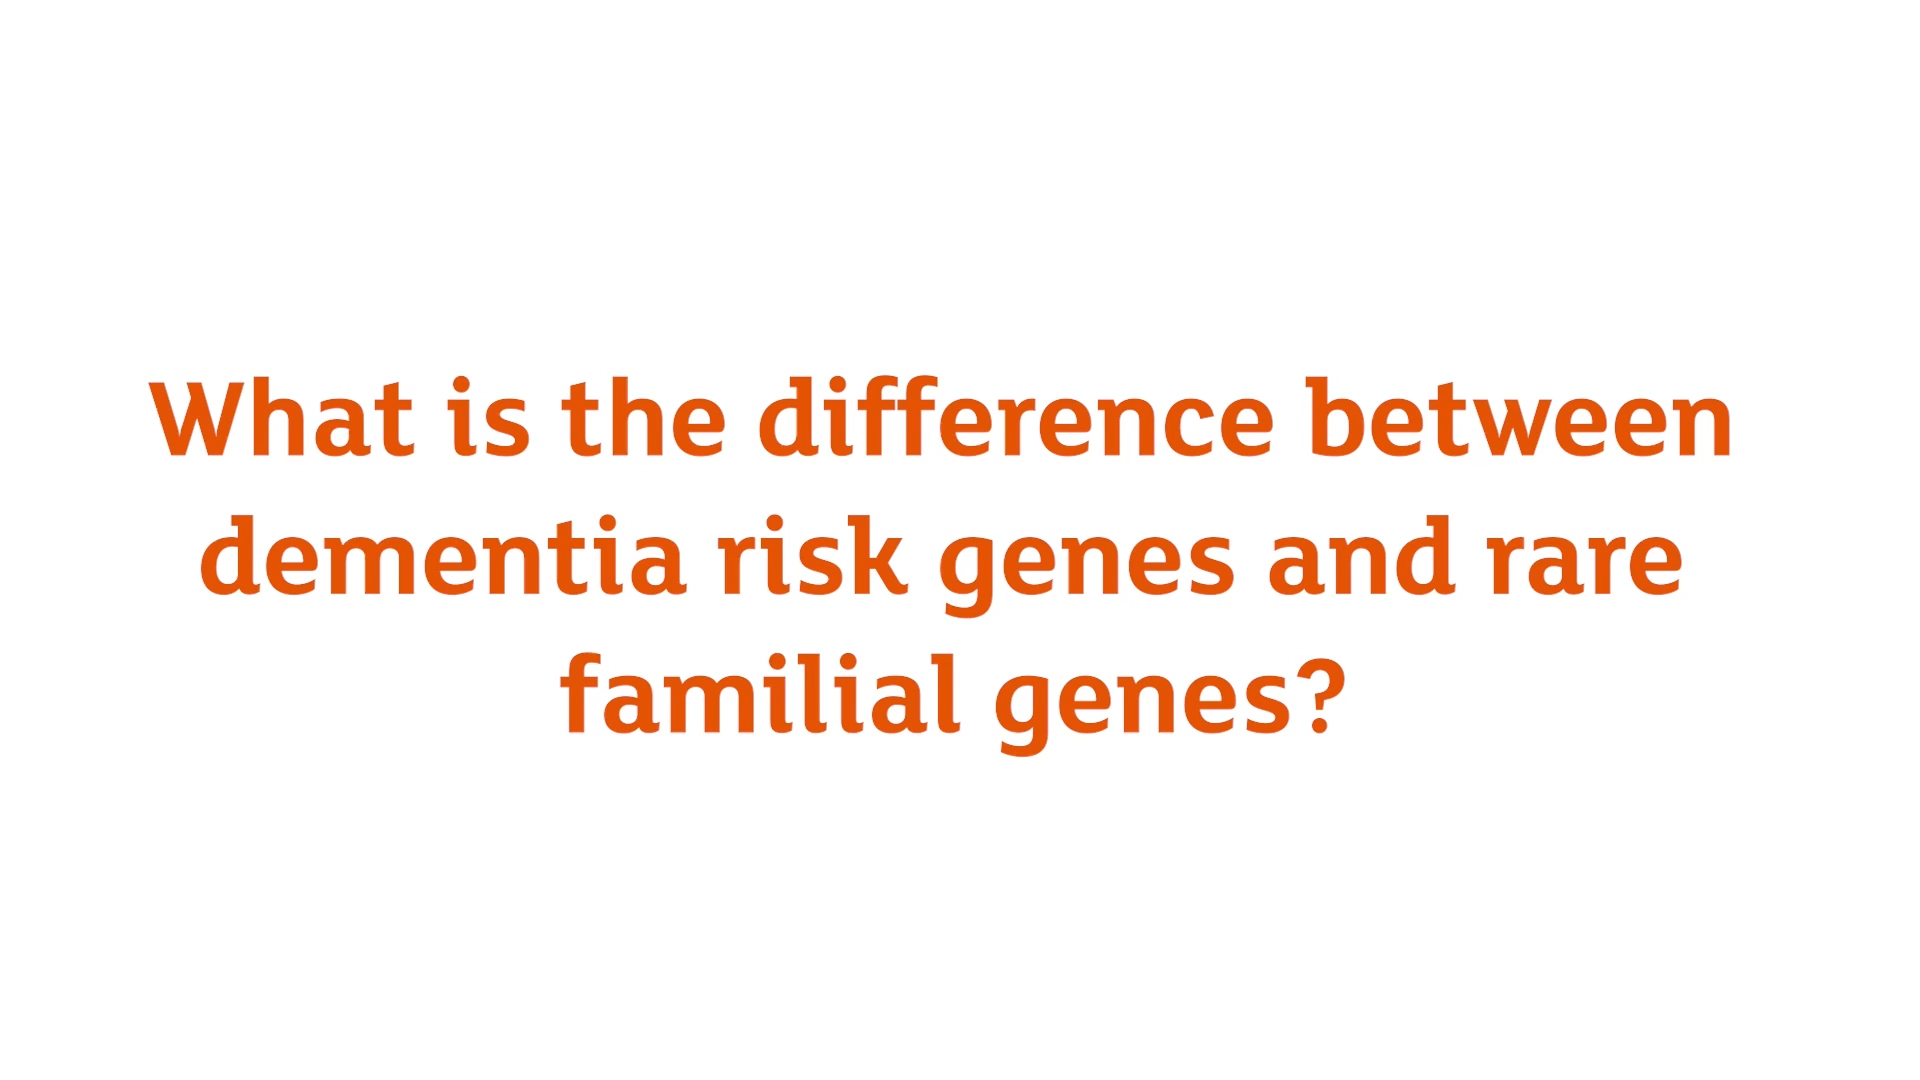 What is the difference between
dementia risk genes and rare
familial genes?